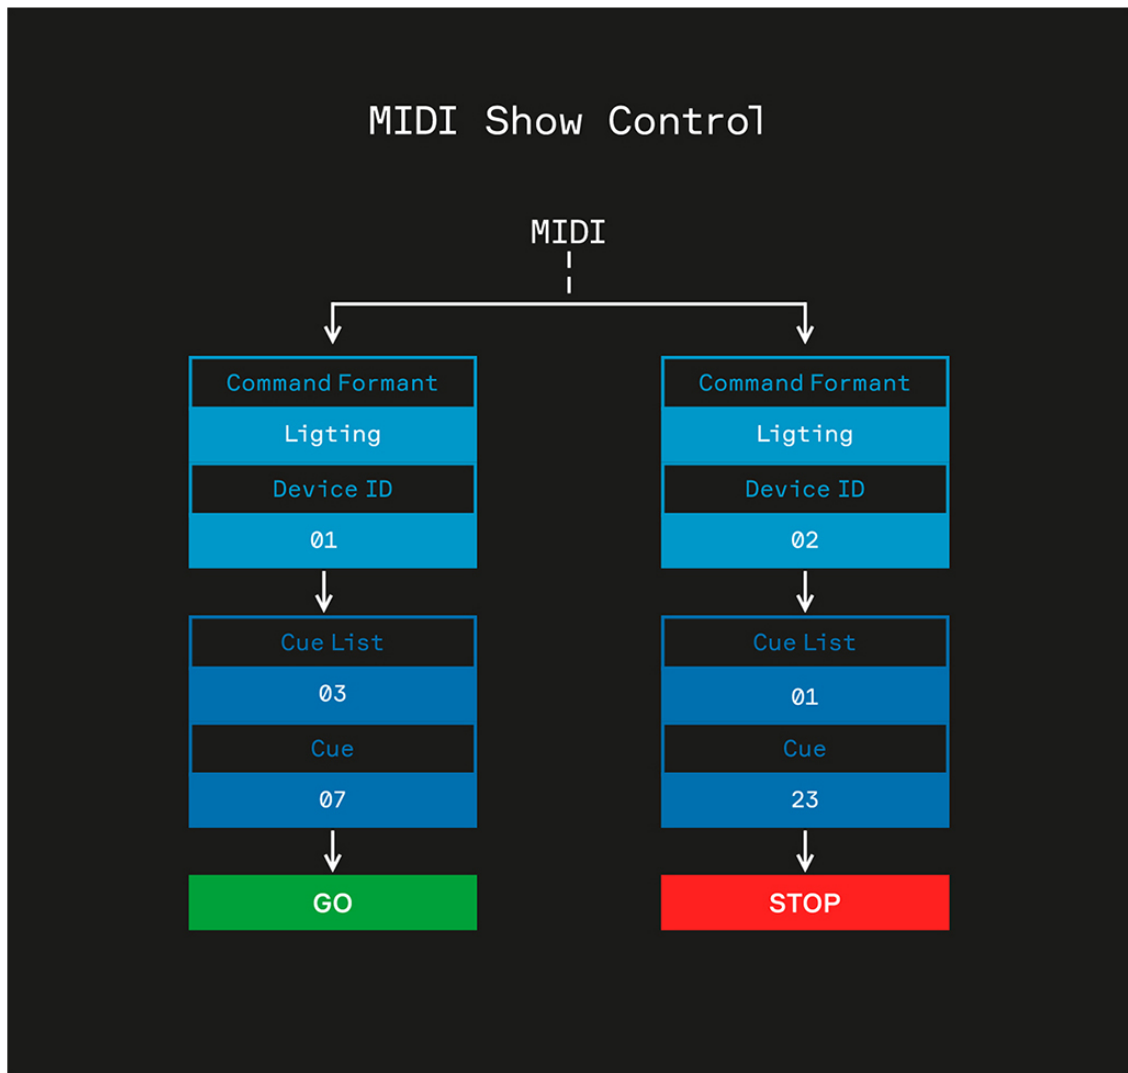 MIDI Show Control
MIDI
Command Formant
Ligting
Device ID
01
Cue List
03
Cue
07
GO
Command Formant
Ligting
Device ID
02
Cue List
01
Cue
23
STOP